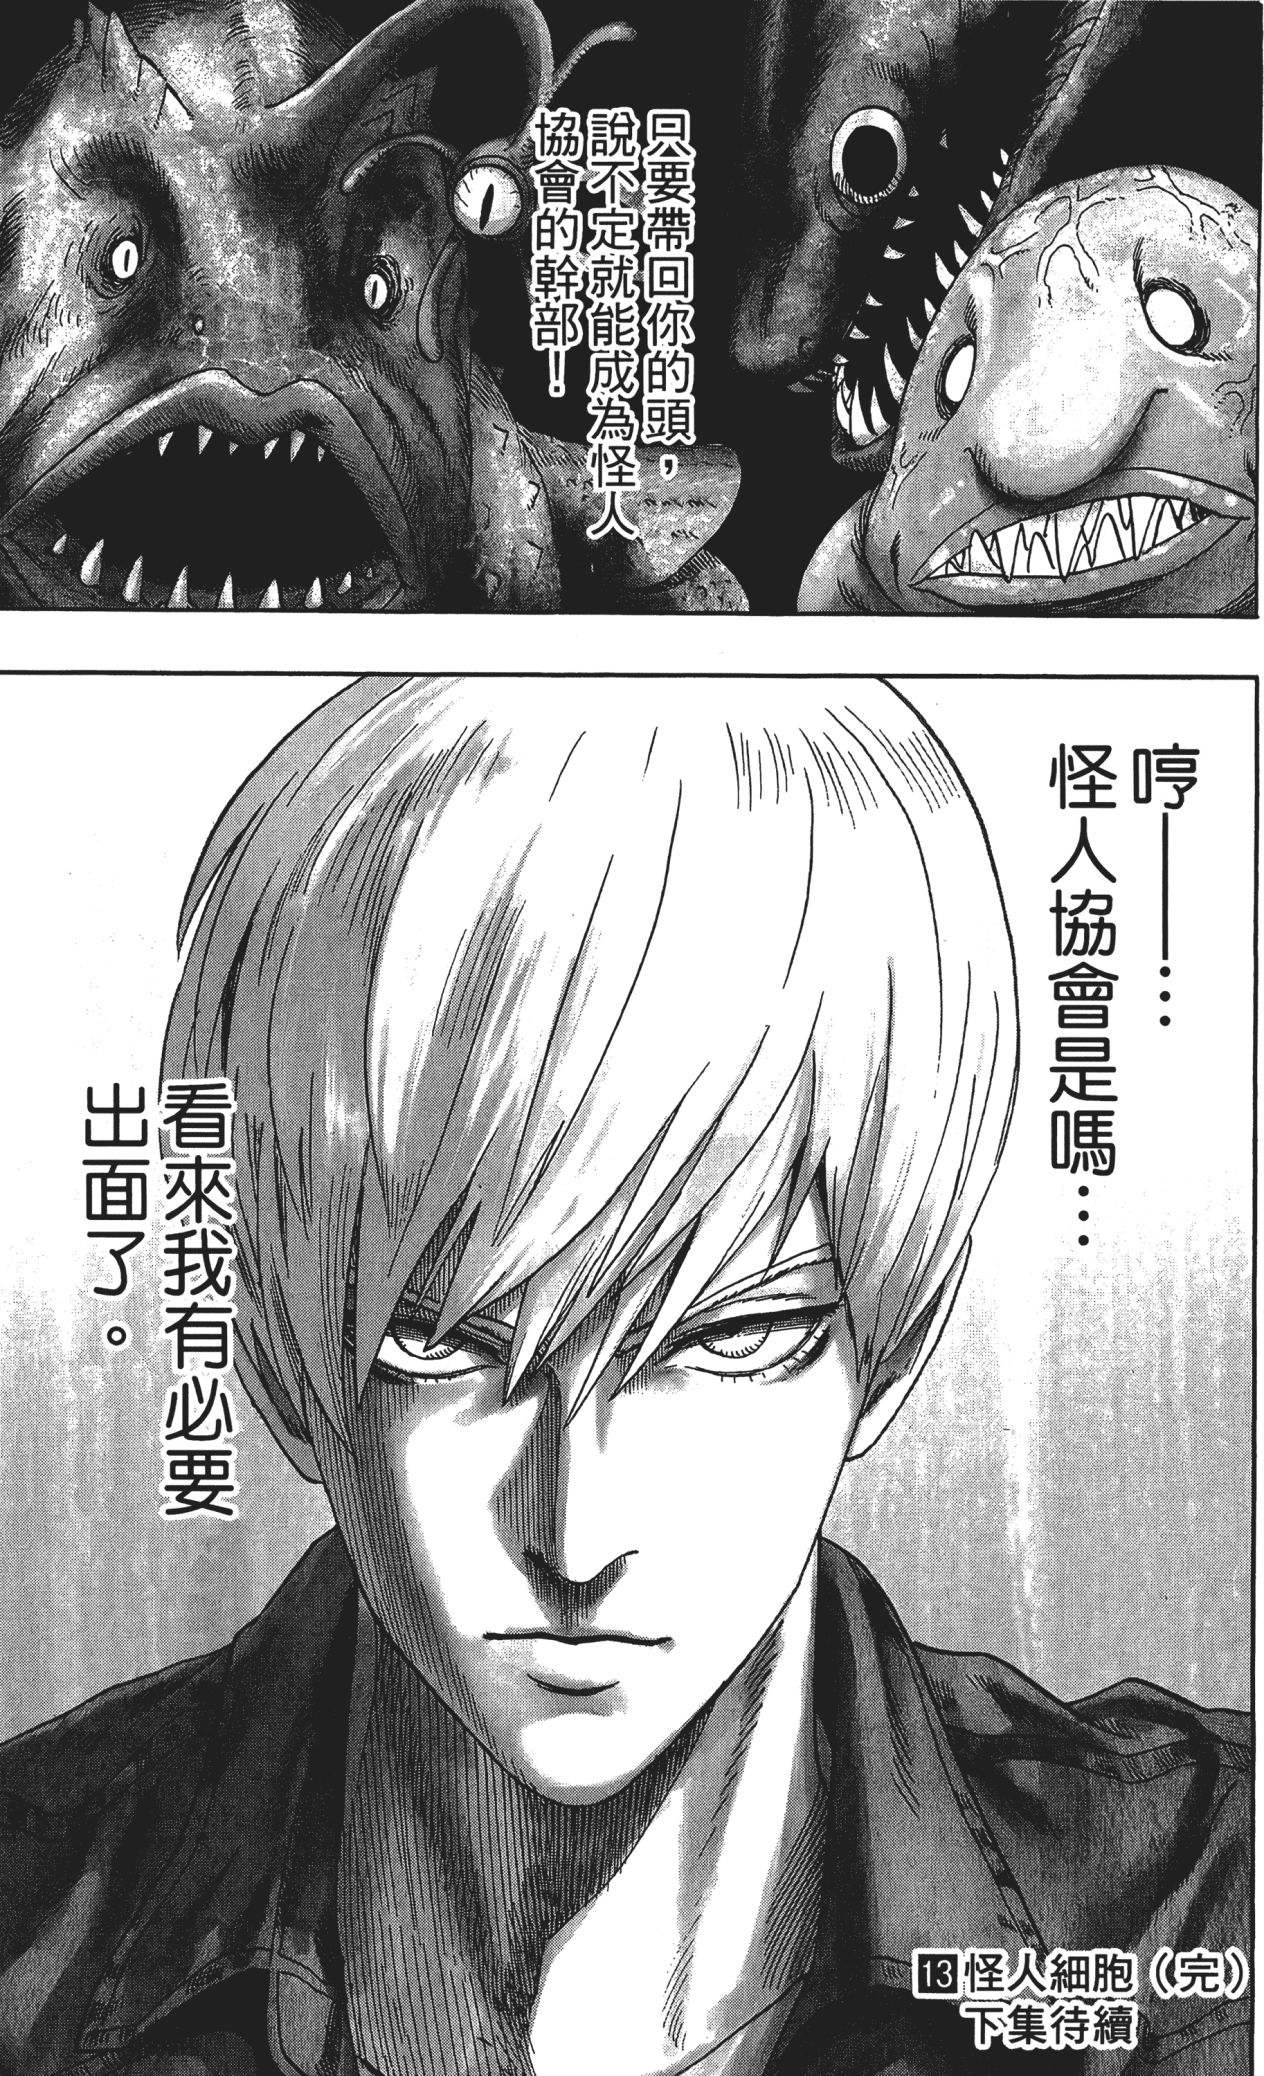 只要帶回你的頭，
說不定就能成為怪人
協會的幹部！
哼——…
怪人協會是嗎…
看來我有必要
出面了。
13怪人細胞（完）
下集待續